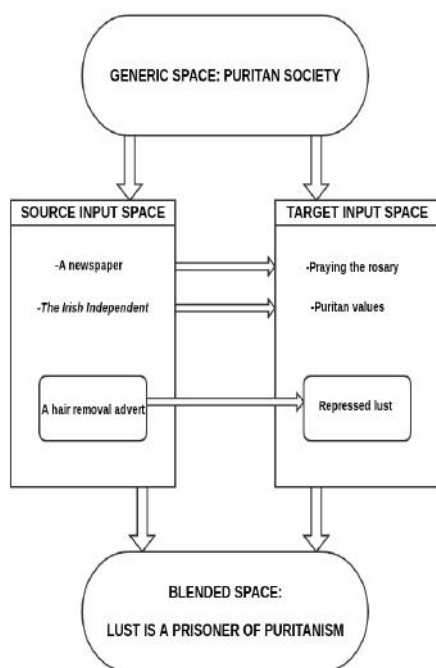 GENERIC SPACE: PURITAN SOCIETY
SOURCE INPUT SPACE
TARGET INPUT SPACE
-A newspaper
-Praying the rosary
-The Irish Independent
-Puritan values
A hair removal advert
Repressed lust
BLENDED SPACE:
LUST IS A PRISONER OF PURITANISM